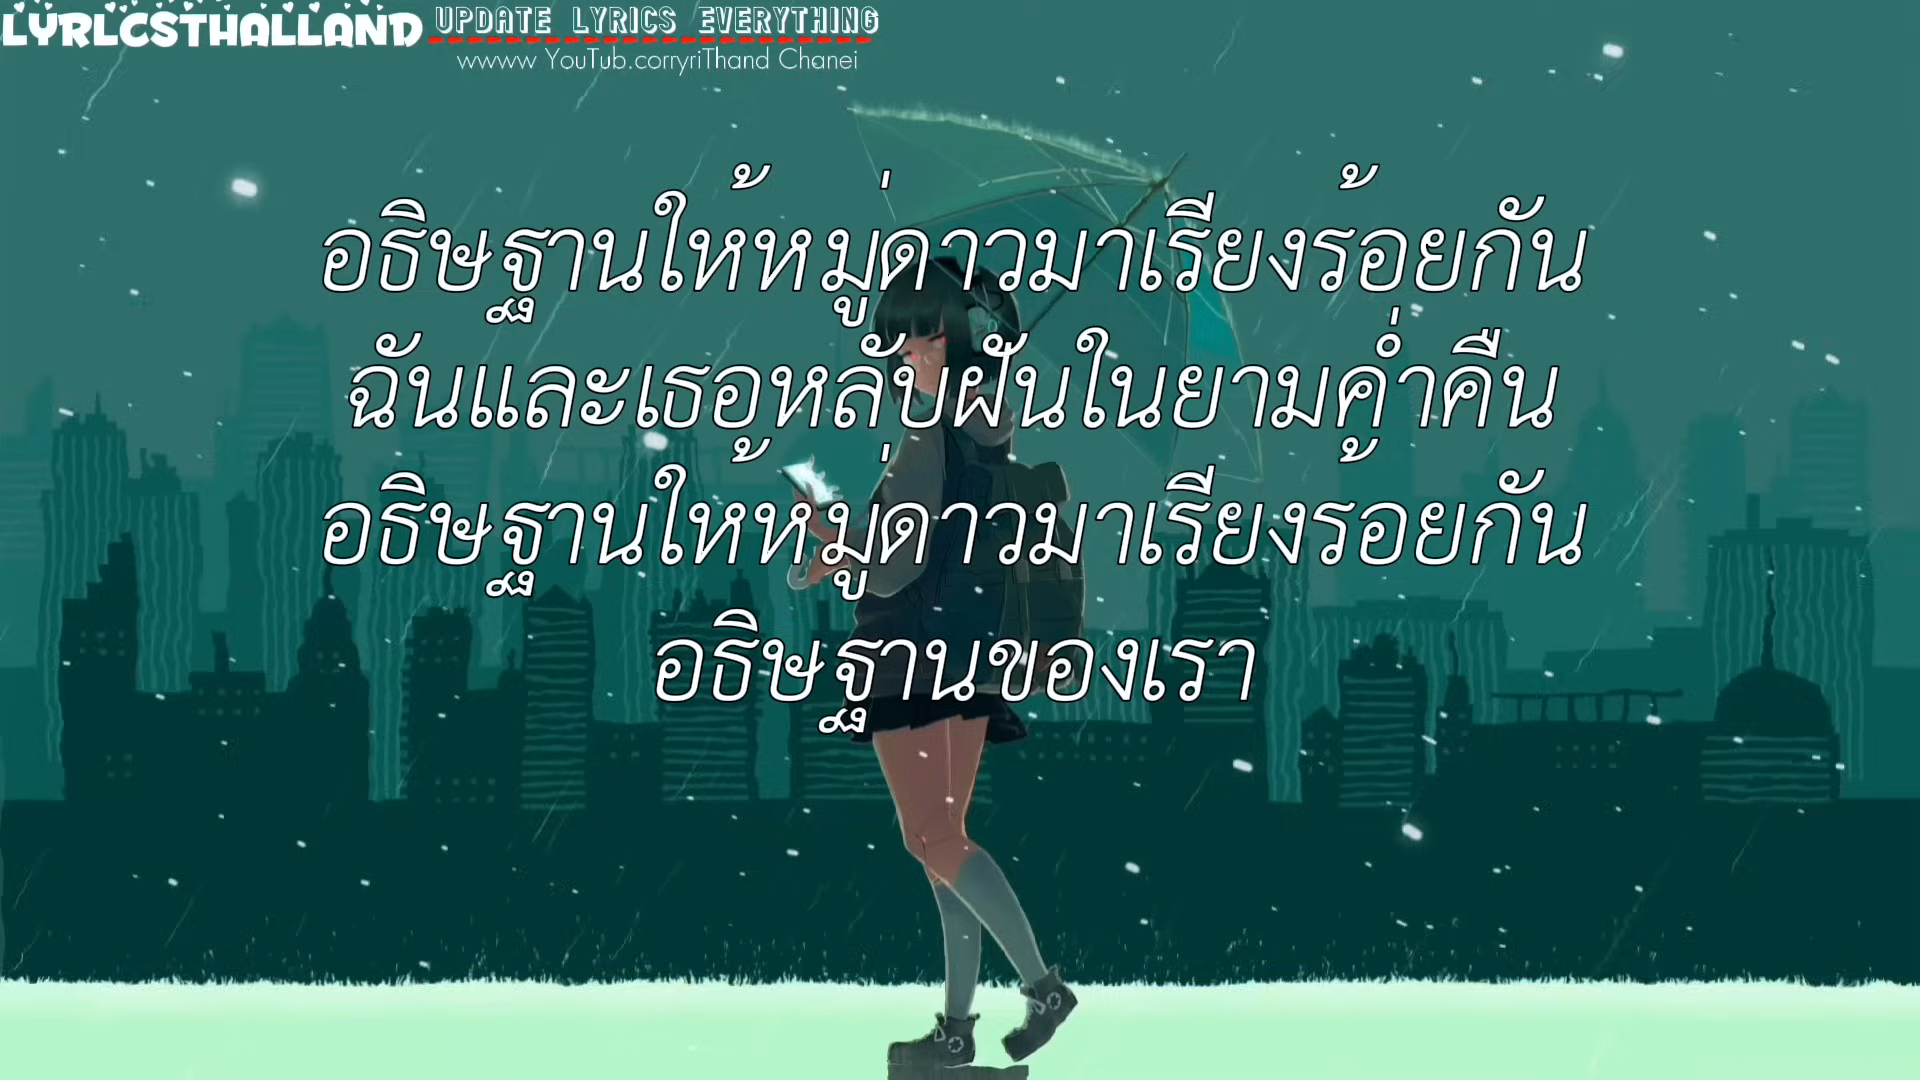 LYRLCSTHALLAND
UPDATE LYRICS EVERYTHING
wwww YouTub.corryriThand Chanei
อธิษฐานให้หมู่ดาวมาเรียงร้อยกัน
ฉันและเธอหลับฝันในยามค่ำคืน
อธิษฐานให้หมู่ดาวมาเรียงร้อยกัน
อธิษฐานของเรา